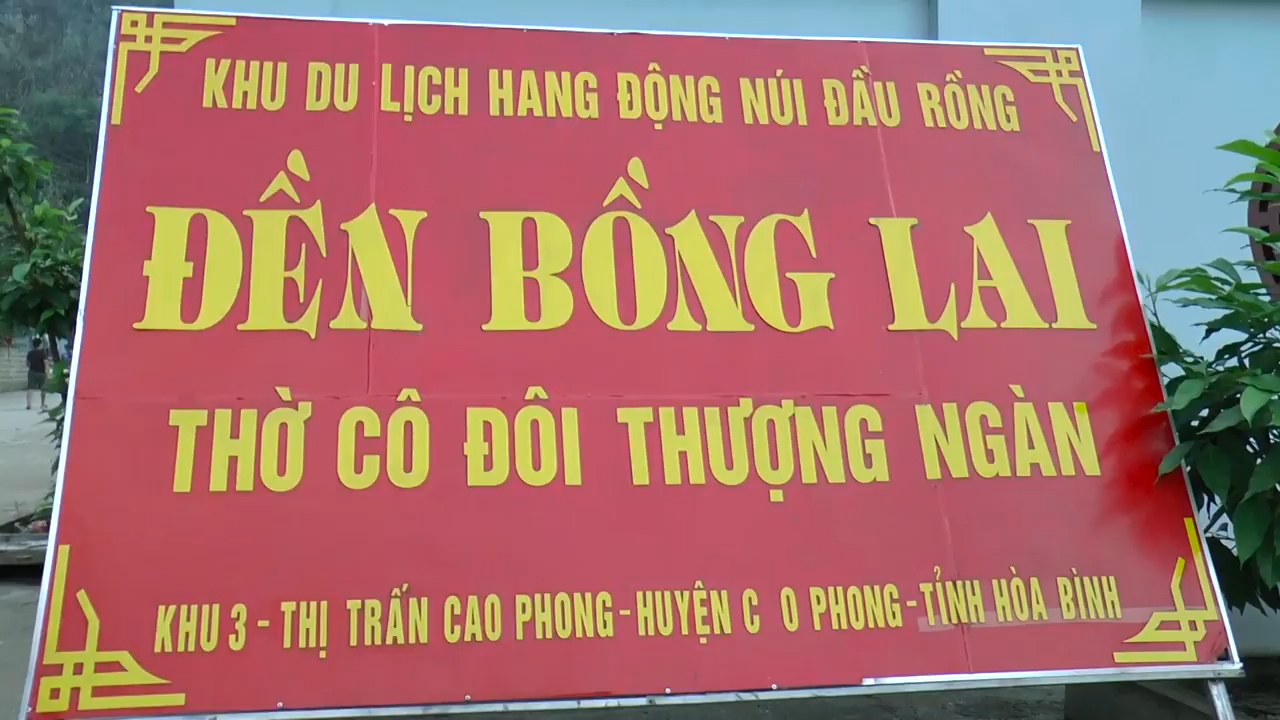 KHU DU LỊCH HANG ĐỘNG NÚI ĐẦU RỒNG
ĐỀN BỒNG LAI
THỜ CÔ ĐÔI THƯỢNG NGÀN
KHU 3 - THỊ TRẤN CAO PHONG - HUYỆN C O PHONG - TỈNH HÒA BÌNH